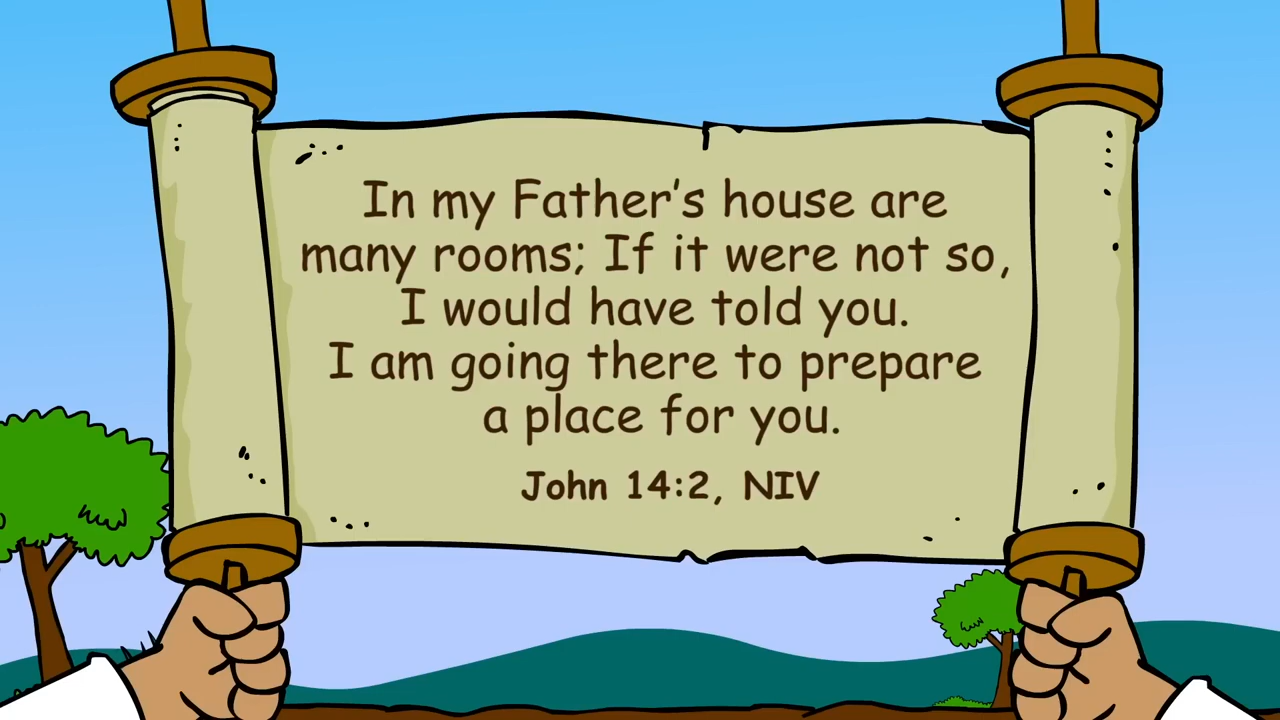 In my Father’s house are
many rooms; If it were not so,
I would have told you.
I am going there to prepare
a place for you.
John 14:2, NIV